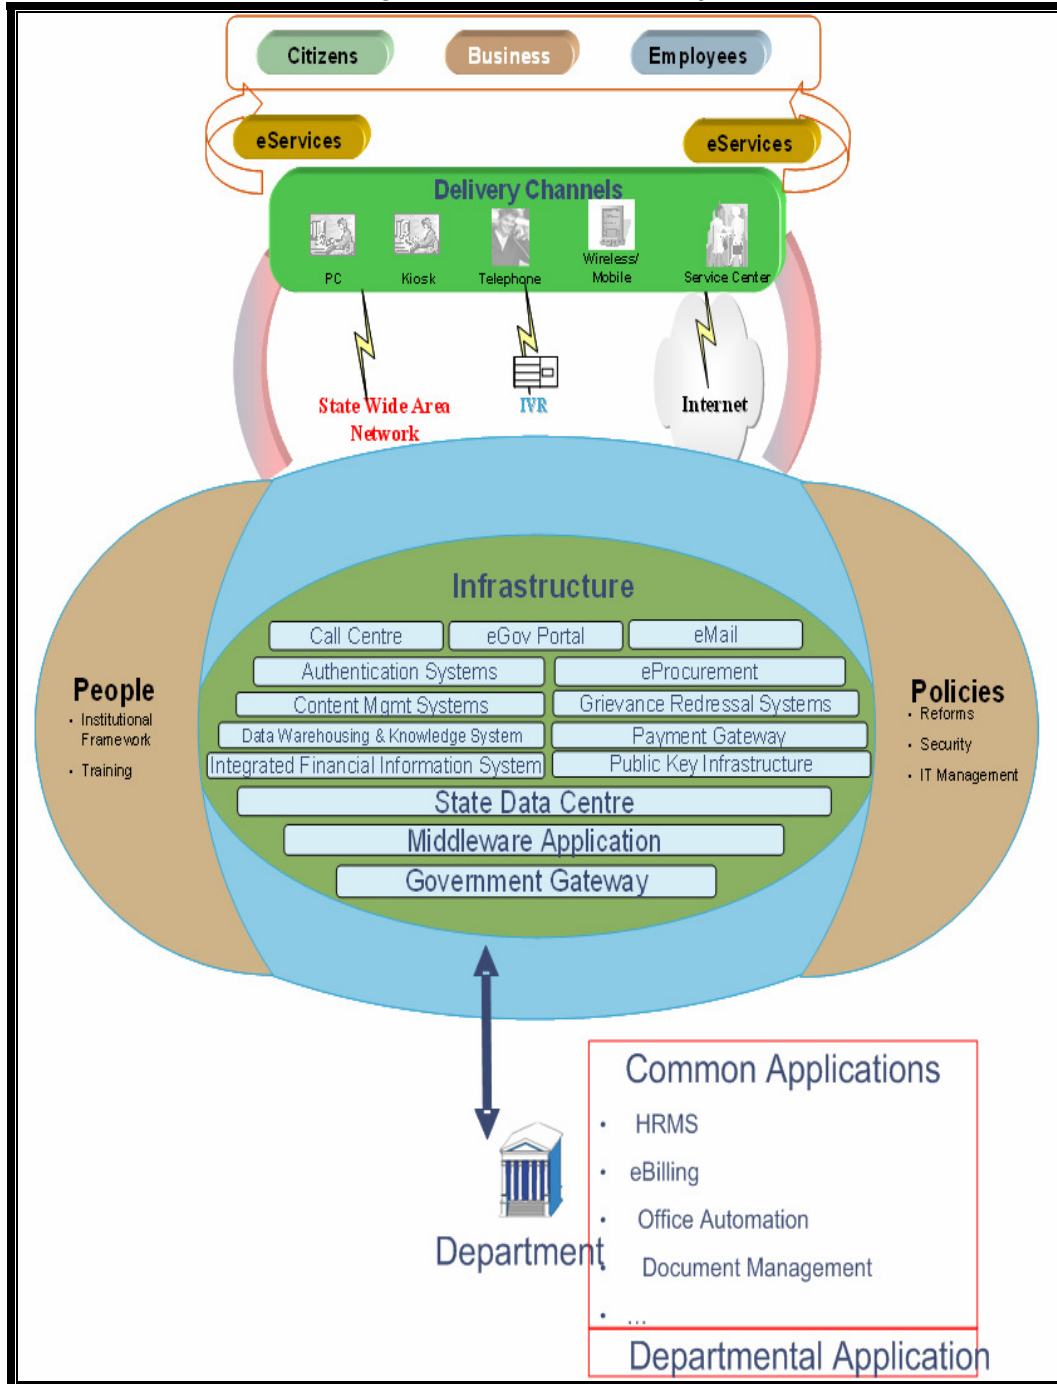 Citizens
Business
Employees
eServices
eServices
Delivery Channels
PC
Kiosk
Telephone
Wireless/
Mobile
Service Center
State Wide Area
Network
IVR
Internet
Infrastructure
Call Centre
eGov Portal
eMail
Authentication Systems
eProcurement
Content Mgmt Systems
Grievance Redressal Systems
Data Warehousing & Knowledge System
Payment Gateway
Integrated Financial Information System
Public Key Infrastructure
State Data Centre
Middleware Application
Government Gateway
People
• Institutional
Framework
• Training
Policies
• Reforms
• Security
• IT Management
Department
Common Applications
• HRMS
• eBilling
• Office Automation
• Document Management
• ...
Departmental Application